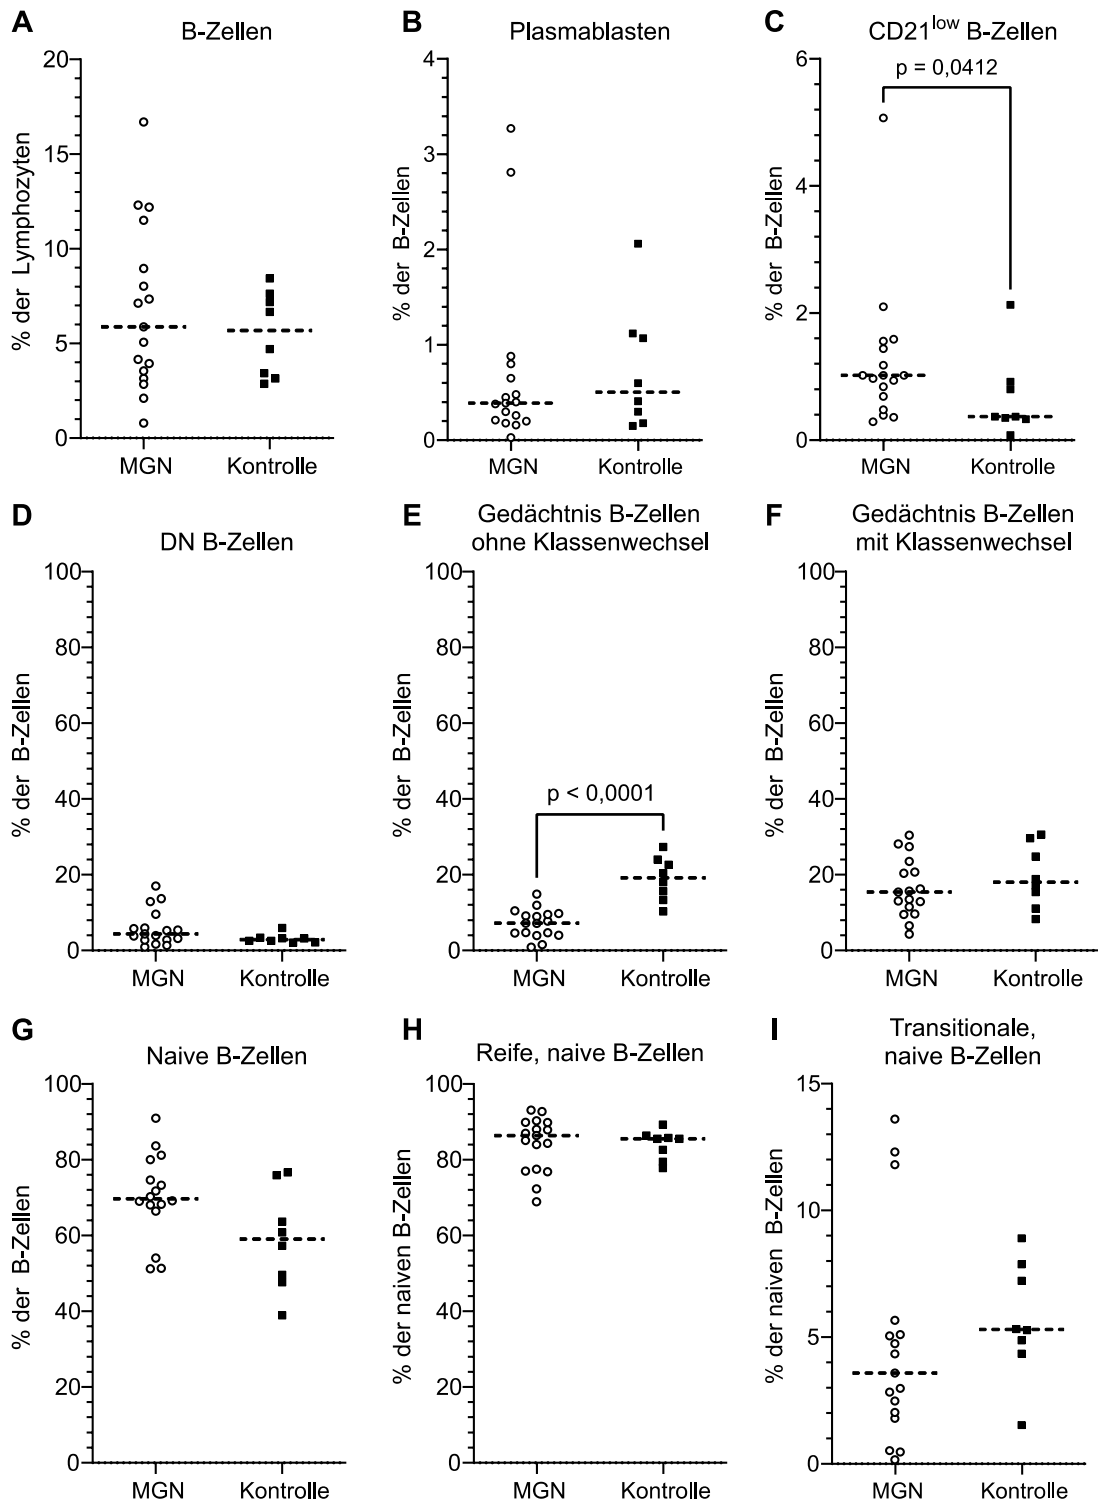 A
B-Zellen
% der Lymphozyten
20
15
10
5
0
MGN
Kontrolle
B
Plasmablasten
% der B-Zellen
4
3
2
1
0
MGN
Kontrolle
C
CD21low B-Zellen
p = 0,0412
% der B-Zellen
6
4
2
0
MGN
Kontrolle
D
DN B-Zellen
% der B-Zellen
100
80
60
40
20
0
MGN
Kontrolle
E
Gedächtnis B-Zellen
ohne Klassenwechsel
p < 0,0001
% der B-Zellen
100
80
60
40
20
0
MGN
Kontrolle
F
Gedächtnis B-Zellen
mit Klassenwechsel
% der B-Zellen
100
80
60
40
20
0
MGN
Kontrolle
G
Naive B-Zellen
% der B-Zellen
100
80
60
40
20
0
MGN
Kontrolle
H
Reife, naive B-Zellen
% der naiven B-Zellen
100
80
60
40
20
0
MGN
Kontrolle
I
Transitionale,
naive B-Zellen
% der naiven B-Zellen
15
10
5
0
MGN
Kontrolle